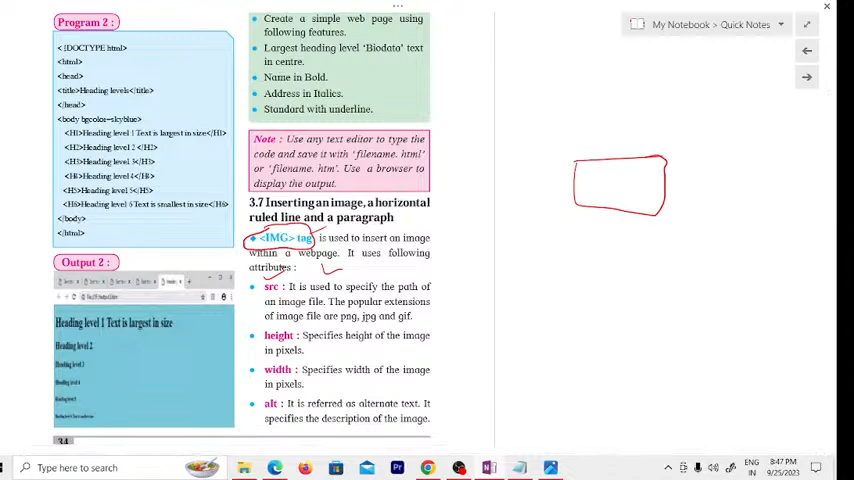 Program 2 :
< !DOCTYPE html>
<html>
<head>
<title>Heading levels</title>
</head>
<body bgcolor=skyblue>
<H1>Heading level 1 Text is largest in size</H1>
<H2>Heading level 2 </H2>
<H3>Heading level 3</H3>
<H4>Heading level 4</H4>
<H5>Heading level 5</H5>
<H6>Heading level 6 Text is smallest in size</H6>
</body>
</html>
Output 2 :
Heading level 1 Text is largest in size
Heading level 2
Heading level 3
Heading level 4
Heading level 5
34
Create a simple web page using
following features.
Largest heading level ‘Biodata’ text
in centre.
Name in Bold.
Address in Italics.
Standard with underline.
Note : Use any text editor to type the
code and save it with ‘filename. html’
or ‘filename. htm’. Use a browser to
display the output.
3.7 Inserting an image, a horizontal
ruled line and a paragraph
<IMG> tag is used to insert an image
within a webpage. It uses following
attributes :
src : It is used to specify the path of
an image file. The popular extensions
of image file are png, jpg and gif.
height : Specifies height of the image
in pixels.
width : Specifies width of the image
in pixels.
alt : It is referred as alternate text. It
specifies the description of the image.
My Notebook > Quick Notes
Type here to search
Pr
ENG
IN
8:47 PM
9/25/2023